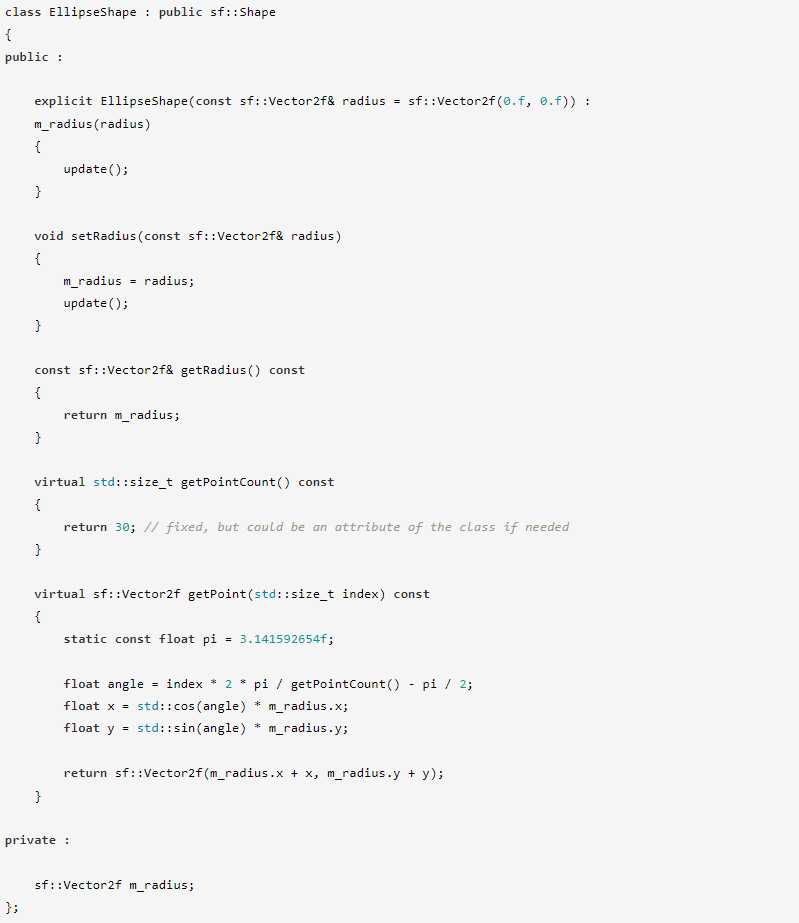 class EllipseShape : public sf::Shape
{
public :

    explicit EllipseShape(const sf::Vector2f& radius = sf::Vector2f(0.f, 0.f)) :
    m_radius(radius)
    {
        update();
    }

    void setRadius(const sf::Vector2f& radius)
    {
        m_radius = radius;
        update();
    }

    const sf::Vector2f& getRadius() const
    {
        return m_radius;
    }

    virtual std::size_t getPointCount() const
    {
        return 30; // fixed, but could be an attribute of the class if needed
    }

    virtual sf::Vector2f getPoint(std::size_t index) const
    {
        static const float pi = 3.141592654f;

        float angle = index * 2 * pi / getPointCount() - pi / 2;
        float x = std::cos(angle) * m_radius.x;
        float y = std::sin(angle) * m_radius.y;

        return sf::Vector2f(m_radius.x + x, m_radius.y + y);
    }

private :

    sf::Vector2f m_radius;
};